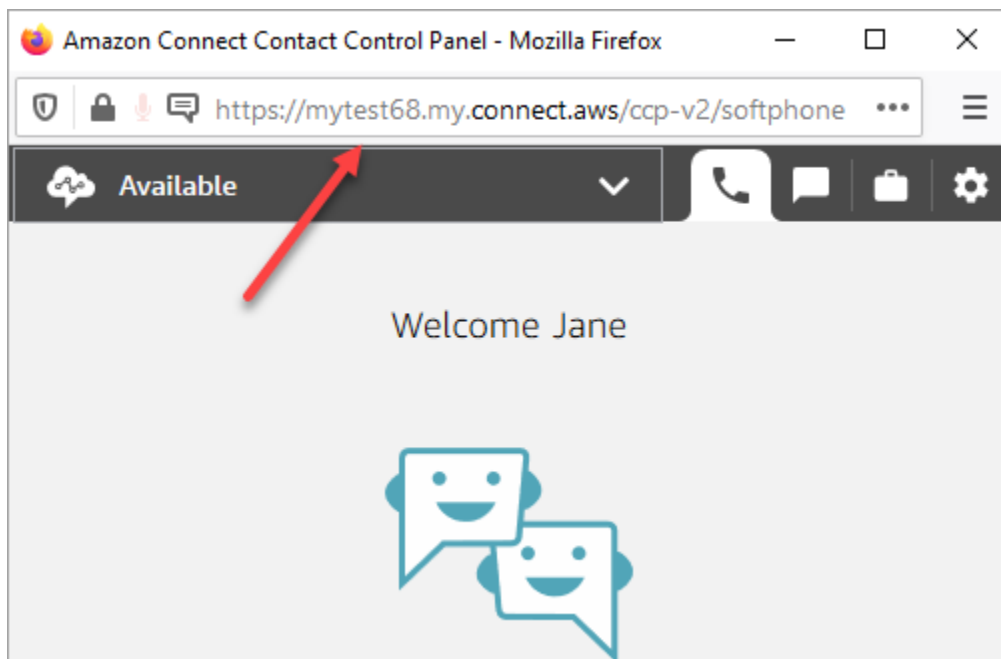 Amazon Connect Contact Control Panel - Mozilla Firefox
https://mytest68.my.connect.aws/ccp-v2/softphone
Available
Welcome Jane